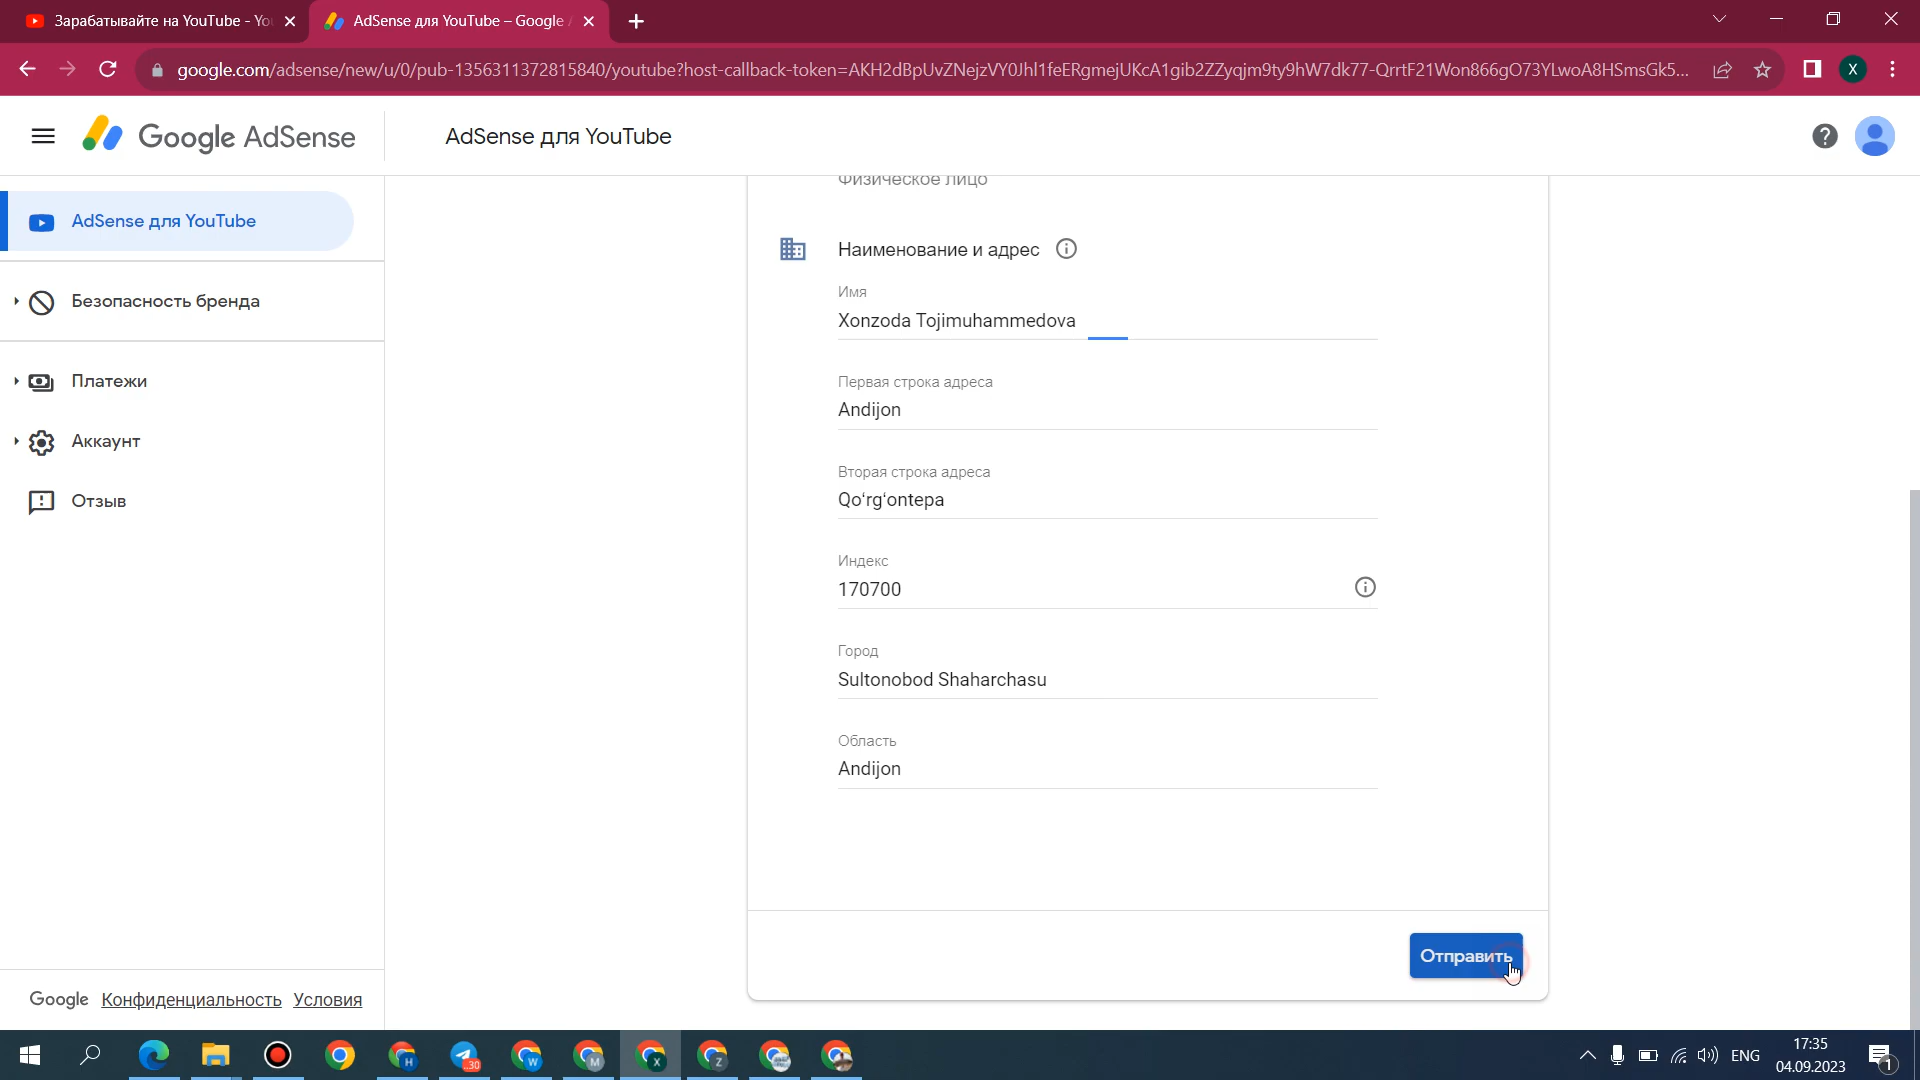 Зарабатывайте на YouTube - Yo
AdSense для YouTube – Google A
google.com/adsense/new/u/0/pub-1356311372815840/youtube?host-callback-token=AKH2dBpUvZNejzVY0Jhl1feERgmejUKcA1gib2ZZyqjm9ty9hW7dk77-QrrtF21Won866gO73YLwoA8HSmsGk5...
X
Google AdSense
AdSense для YouTube
AdSense для YouTube
Безопасность бренда
Платежи
Аккаунт
Отзыв
Физическое лицо
Наименование и адрес
Имя
Xonzoda Tojimuhammedova
Первая строка адреса
Andijon
Вторая строка адреса
Qo‘rg‘ontepa
Индекс
170700
Город
Sultonobod Shaharchasu
Область
Andijon
Отправить
Google Конфиденциальность Условия
H
30
W
M
X
Z
ENG
17:35
04.09.2023
1